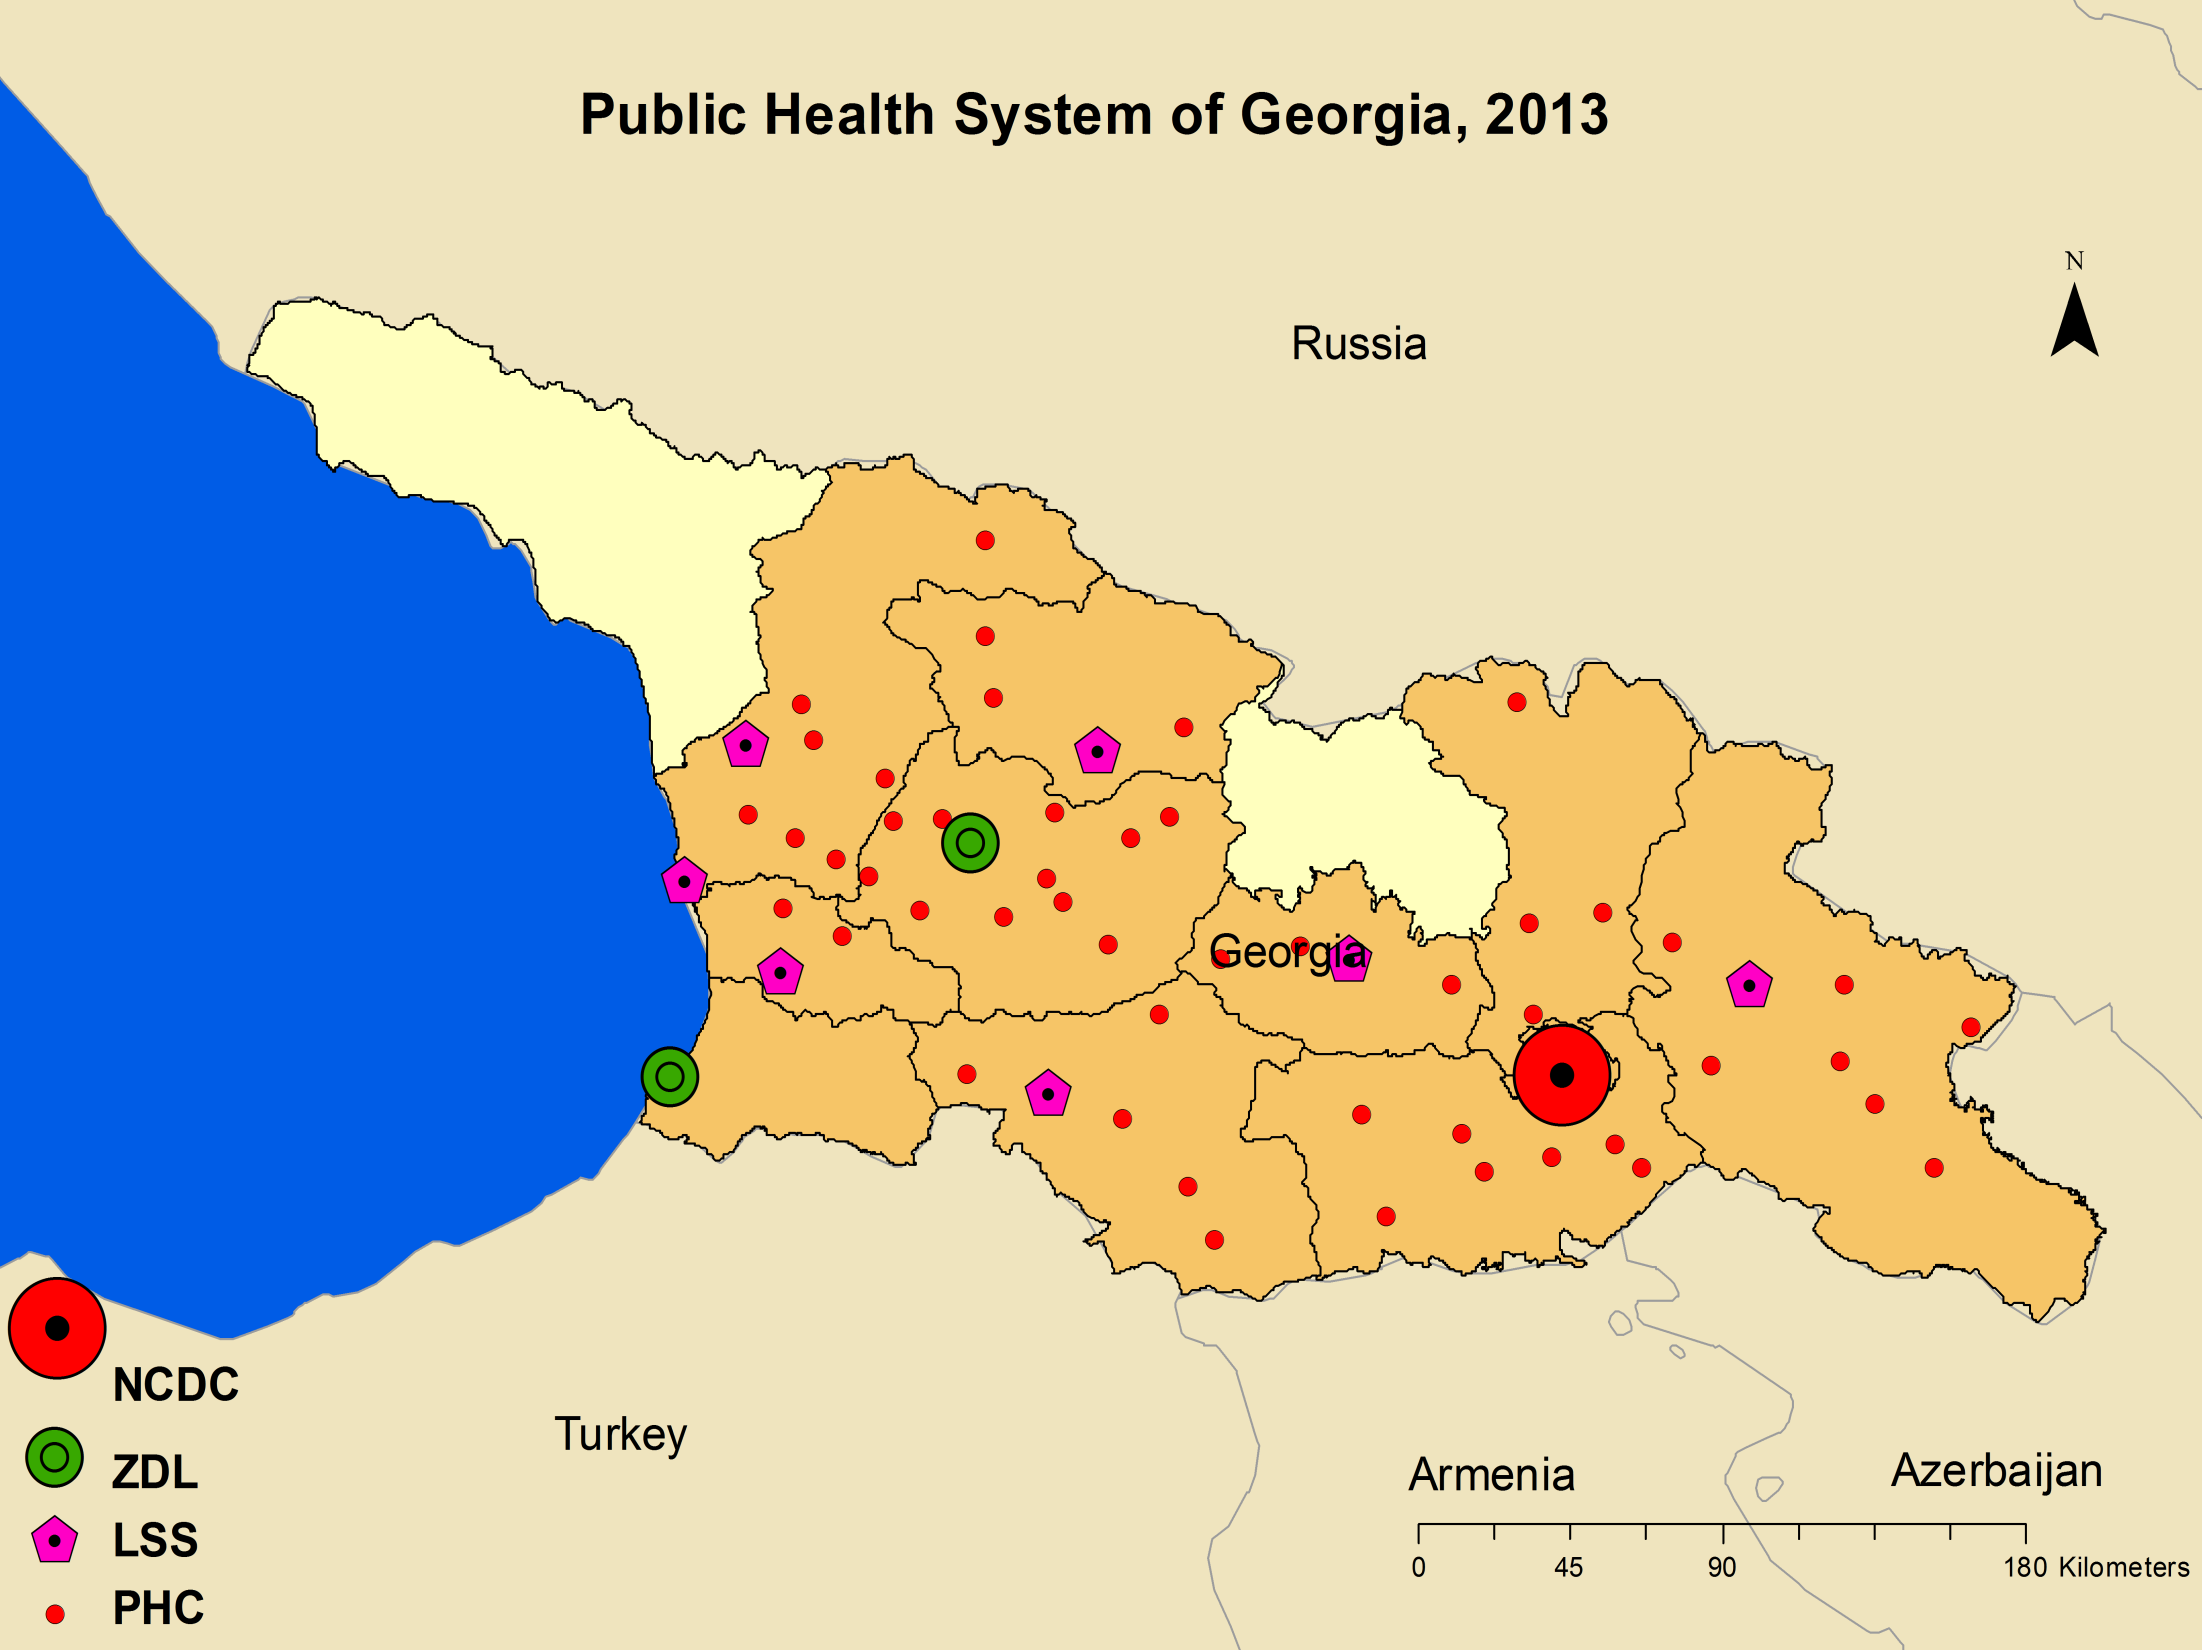 Public Health System of Georgia, 2013
N
Russia
Georgia
NCDC
Turkey
ZDL
Armenia
Azerbaijan
LSS
0 45 90 180 Kilometers
PHC